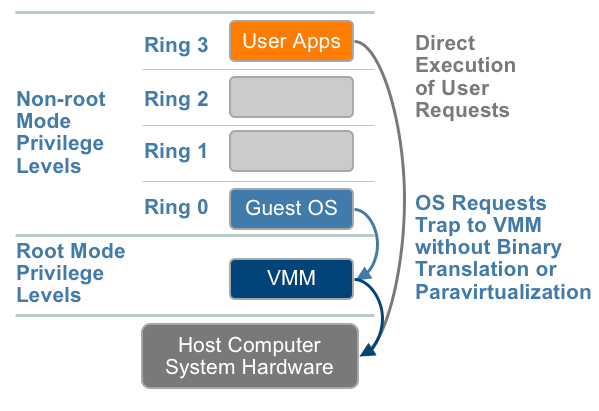 Ring 3
User Apps
Direct
Execution
of User
Requests
Non-root
Mode
Privilege
Levels
Ring 2
Ring 1
Ring 0
Guest OS
OS Requests
Trap to VMM
without Binary
Translation or
Paravirtualization
Root Mode
Privilege
Levels
VMM
Host Computer
System Hardware